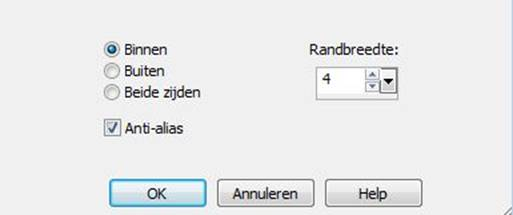 Binnen Randbreedte:
Buiten 4
Beide zijden
Anti-alias
OK Annuleren Help